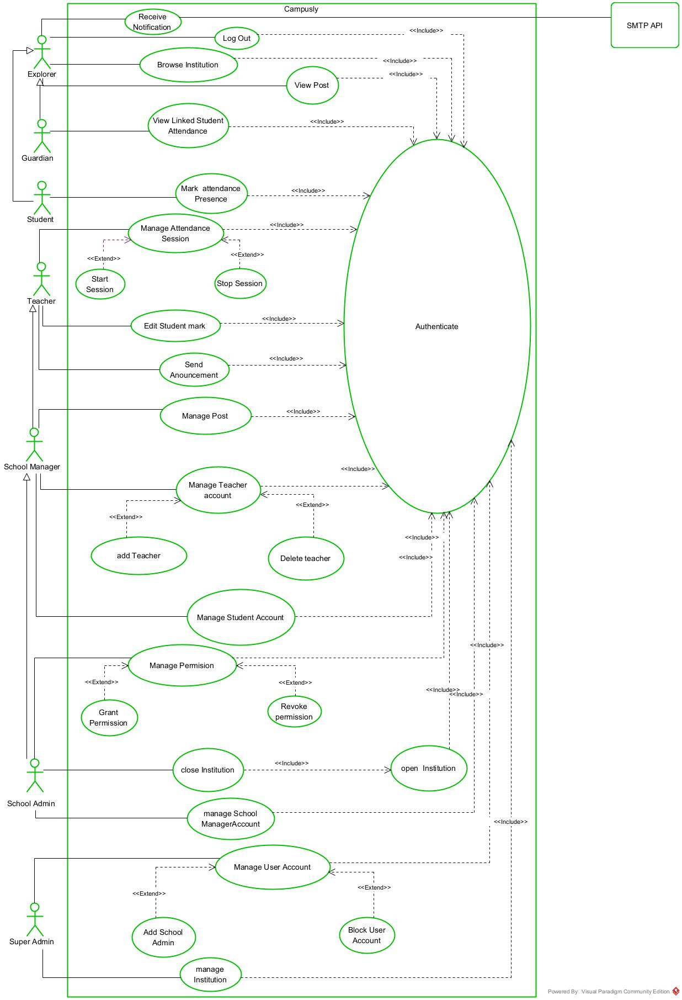 Campusly
Receive
Notification
SMTP API
<<Include>>
Log Out
Browse Institution
<<Include>>
Explorer
<<Include>>
View Post
View Linked Student
Attendance
<<Include>>
Guardian
Mark attendance
Presence
<<Include>>
Student
Manage Attendance
Session
<<Include>>
<<Extend>>
<<Extend>>
Start
Session
Stop Session
Teacher
Edit Student mark
<<Include>>
Authenticate
Send
Anouncement
<<Include>>
Manage Post
<<Include>>
School Manager
<<Include>>
Manage Teacher
account
<<Extend>>
<<Extend>>
<<Include>>
add Teacher
Delete teacher
<<Include>>
Manage Student Account
<<Include>>
Manage Permision
<<Extend>>
<<Extend>>
<<Include>>
<<Include>>
Grant
Permission
Revoke
permission
close Institution
<<Include>>
open Institution
School Admin
manage School
ManagerAccount
<<Include>>
Manage User Account
<<Extend>>
<<Extend>>
Add School
Admin
Block User
Account
Super Admin
manage
Institution
Powered By Visual Paradigm Community Edition